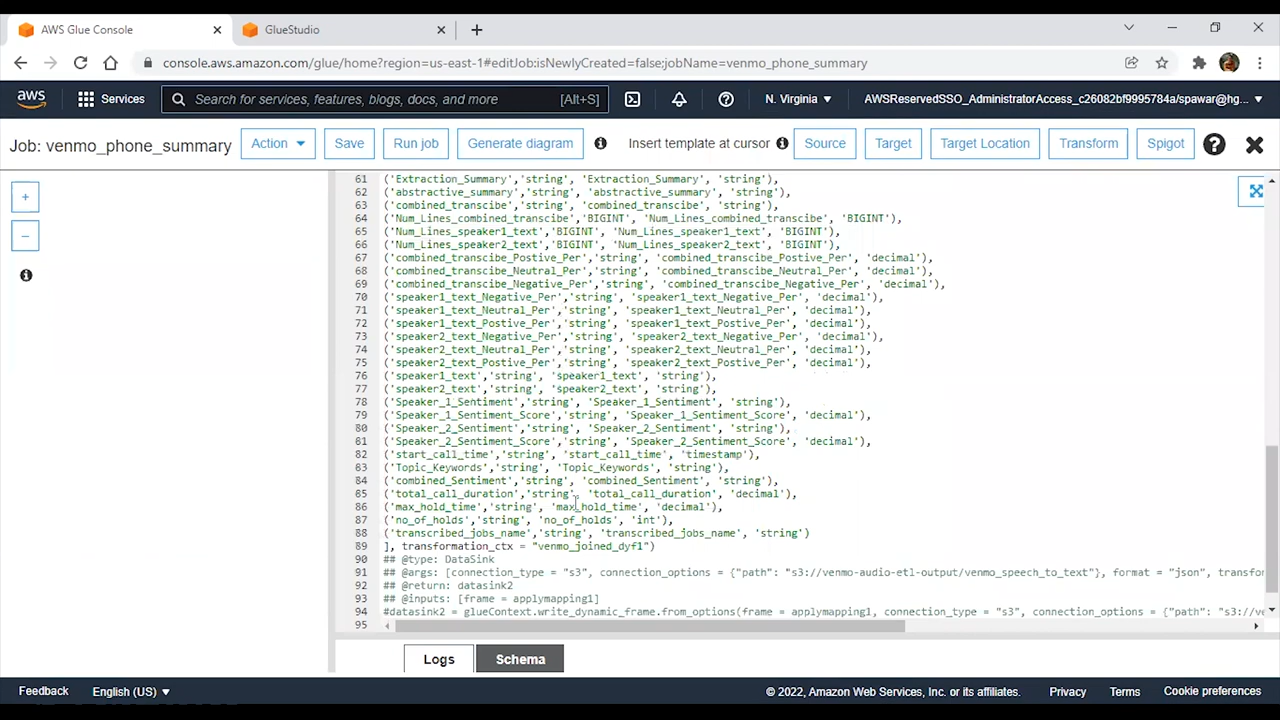 AWS Glue Console
GlueStudio
console.aws.amazon.com/glue/home?region=us-east-1#editJob:isNewlyCreated=false;jobName=venmo_phone_summary
aws
Services
Search for services, features, blogs, docs, and more
[Alt+S]
N. Virginia
AWSReservedSSO_AdministratorAccess_c26082bf9995784a/spawar@hg...
Job: venmo_phone_summary
Action
Save
Run job
Generate diagram
Insert template at cursor
Source
Target
Target Location
Transform
Spigot
61 ('Extraction_Summary','string', 'Extraction_Summary', 'string'),
62 ('abstractive_summary','string', 'abstractive_summary', 'string'),
63 ('combined_transcibe','string', 'combined_transcibe', 'string'),
64 ('Num_Lines_combined_transcibe','BIGINT', 'Num_Lines_combined_transcibe', 'BIGINT'),
65 ('Num_Lines_speaker1_text','BIGINT', 'Num_Lines_speaker1_text', 'BIGINT'),
66 ('Num_Lines_speaker2_text','BIGINT', 'Num_Lines_speaker2_text', 'BIGINT'),
67 ('combined_transcibe_Postive_Per','string', 'combined_transcibe_Postive_Per', 'decimal'),
68 ('combined_transcibe_Neutral_Per','string', 'combined_transcibe_Neutral_Per', 'decimal'),
69 ('combined_transcibe_Negative_Per','string', 'combined_transcibe_Negative_Per', 'decimal'),
70 ('speaker1_text_Negative_Per','string', 'speaker1_text_Negative_Per', 'decimal'),
71 ('speaker1_text_Neutral_Per','string', 'speaker1_text_Neutral_Per', 'decimal'),
72 ('speaker1_text_Postive_Per','string', 'speaker1_text_Postive_Per', 'decimal'),
73 ('speaker2_text_Negative_Per','string', 'speaker2_text_Negative_Per', 'decimal'),
74 ('speaker2_text_Neutral_Per','string', 'speaker2_text_Neutral_Per', 'decimal'),
75 ('speaker2_text_Postive_Per','string', 'speaker2_text_Postive_Per', 'decimal'),
76 ('speaker1_text','string', 'speaker1_text', 'string'),
77 ('speaker2_text','string', 'speaker2_text', 'string'),
78 ('Speaker_1_Sentiment','string', 'Speaker_1_Sentiment', 'string'),
79 ('Speaker_1_Sentiment_Score','string', 'Speaker_1_Sentiment_Score', 'decimal'),
80 ('Speaker_2_Sentiment','string', 'Speaker_2_Sentiment', 'string'),
81 ('Speaker_2_Sentiment_Score','string', 'Speaker_2_Sentiment_Score', 'decimal'),
82 ('start_call_time','string', 'start_call_time', 'timestamp'),
83 ('Topic_Keywords','string', 'Topic_Keywords', 'string'),
84 ('combined_Sentiment','string', 'combined_Sentiment', 'string'),
85 ('total_call_duration','string', 'total_call_duration', 'decimal'),
86 ('max_hold_time','string', 'max_hold_time', 'decimal'),
87 ('no_of_holds','string', 'no_of_holds', 'int'),
88 ('transcribed_jobs_name','string', 'transcribed_jobs_name', 'string')
89 ], transformation_ctx = "venmo_joined_dyf1")
90 ## @type: DataSink
91 ## @args: [connection_type = "s3", connection_options = {"path": "s3://venmo-audio-etl-output/venmo_speech_to_text"}, format = "json", transfor
92 ## @return: datasink2
93 ## @inputs: [frame = applymapping1]
94 #datasink2 = glueContext.write_dynamic_frame.from_options(frame = applymapping1, connection_type = "s3", connection_options = {"path": "s3://ve
95
Logs
Schema
Feedback
English (US)
© 2022, Amazon Web Services, Inc. or its affiliates.
Privacy
Terms
Cookie preferences